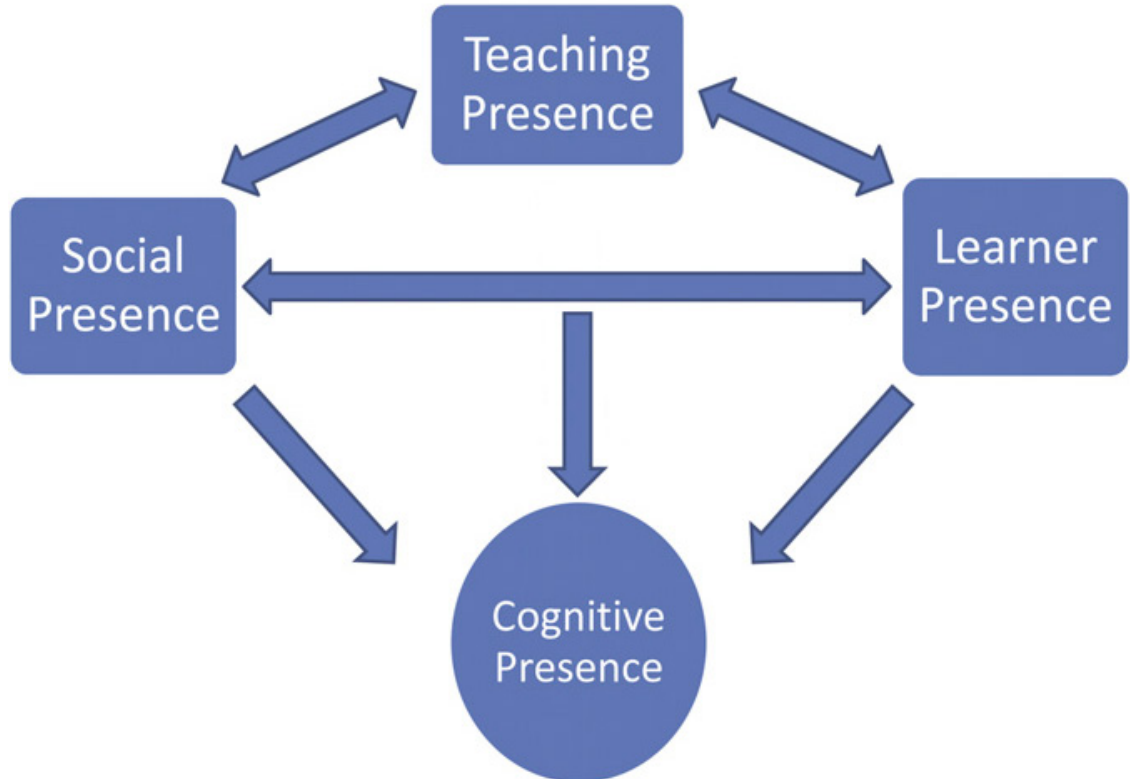 Teaching
Presence
Social
Presence
Learner
Presence
Cognitive
Presence